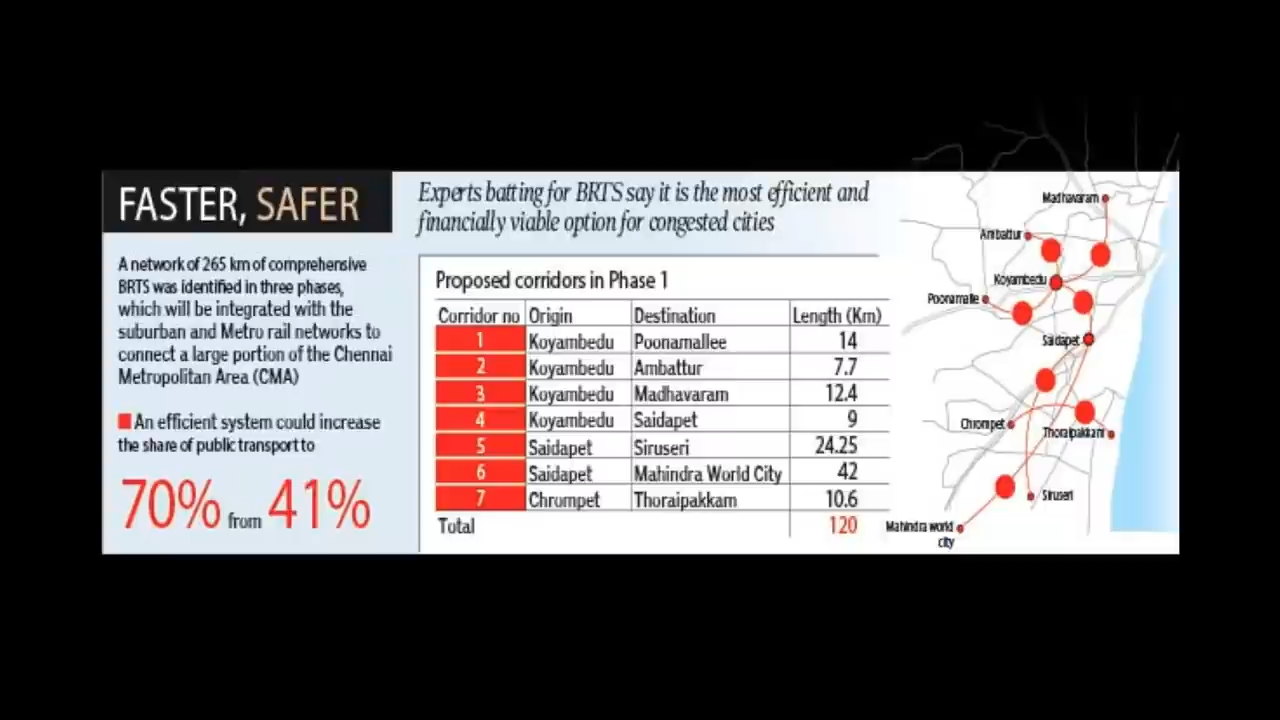 FASTER, SAFER
A network of 265 km of comprehensive
BRTS was identified in three phases,
which will be integrated with the
suburban and Metro rail networks to
connect a large portion of the Chennai
Metropolitan Area (CMA)
An efficient system could increase
the share of public transport to
70% from 41%
Experts batting for BRTS say it is the most efficient and
financially viable option for congested cities
Proposed corridors in Phase 1
Corridor no Origin Destination Length (Km)
1 Koyambedu Poonamallee 14
2 Koyambedu Ambattur 7.7
3 Koyambedu Madhavaram 12.4
4 Koyambedu Saidapet 9
5 Saidapet Siruseri 24.25
6 Saidapet Mahindra World City 42
7 Chrompet Thoraipakkam 10.6
Total 120
Madhavaram
Ambattur
Koyambedu
Poonamalle
Saidapet
Chrompet
Thoraipakkam
Siruseri
Mahindra world
city